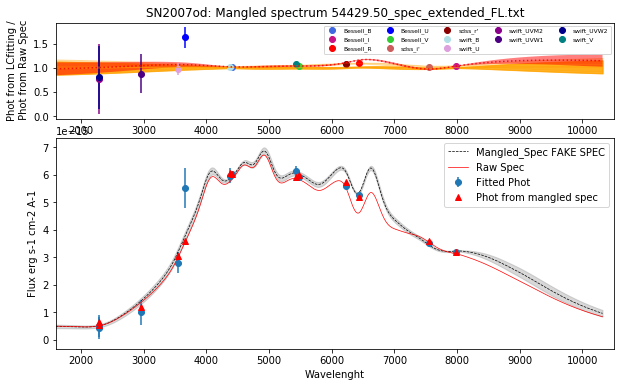 SN2007od: Mangled spectrum 54429.50_spec_extended_FL.txt
Phot from LCfitting /
Phot from Raw Spec
1.5
1.0
0.5
0.0
Bessell_B
Bessell_I
Bessell_R
Bessell_U
Bessell_V
sdss_i'
sdss_r'
swift_B
swift_U
swift_UVM2
swift_UVW1
swift_UVW2
swift_V
2000 3000 4000 5000 6000 7000 8000 9000 10000
Flux erg s-1 cm-2 A-1
7
6
5
4
3
2
1
0
Mangled_Spec FAKE SPEC
Raw Spec
Fitted Phot
Phot from mangled spec
2000 3000 4000 5000 6000 7000 8000 9000 10000
Wavelenght